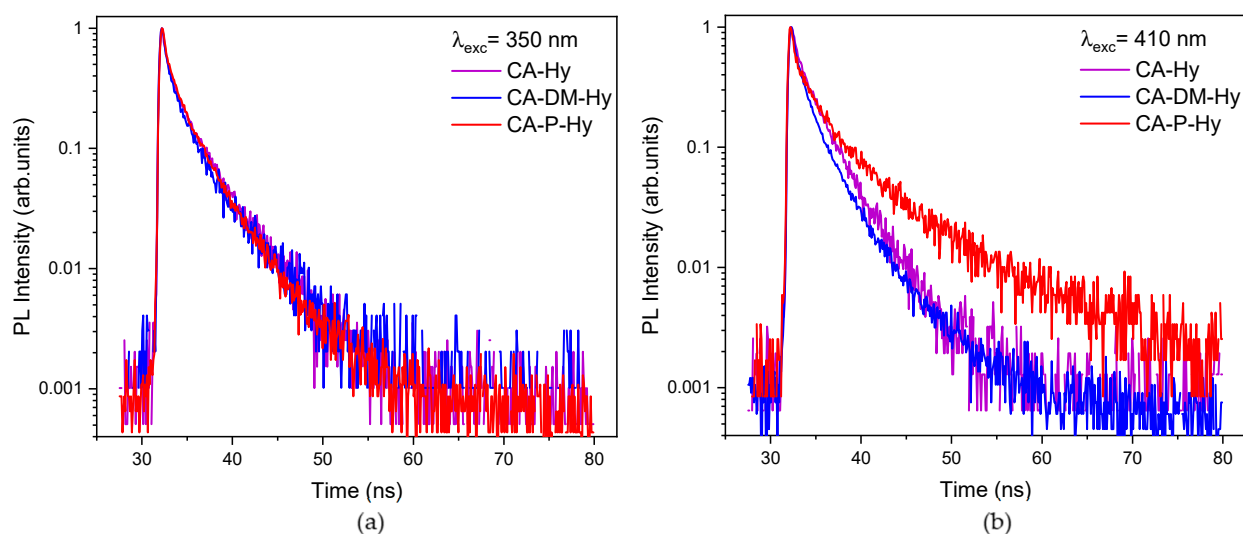 λexc= 350 nm
CA-Hy
CA-DM-Hy
CA-P-Hy
1
0.1
0.01
0.001
PL Intensity (arb.units)
30 40 50 60 70 80
Time (ns)
(a)
λexc= 410 nm
CA-Hy
CA-DM-Hy
CA-P-Hy
1
0.1
0.01
0.001
PL Intensity (arb.units)
30 40 50 60 70 80
Time (ns)
(b)